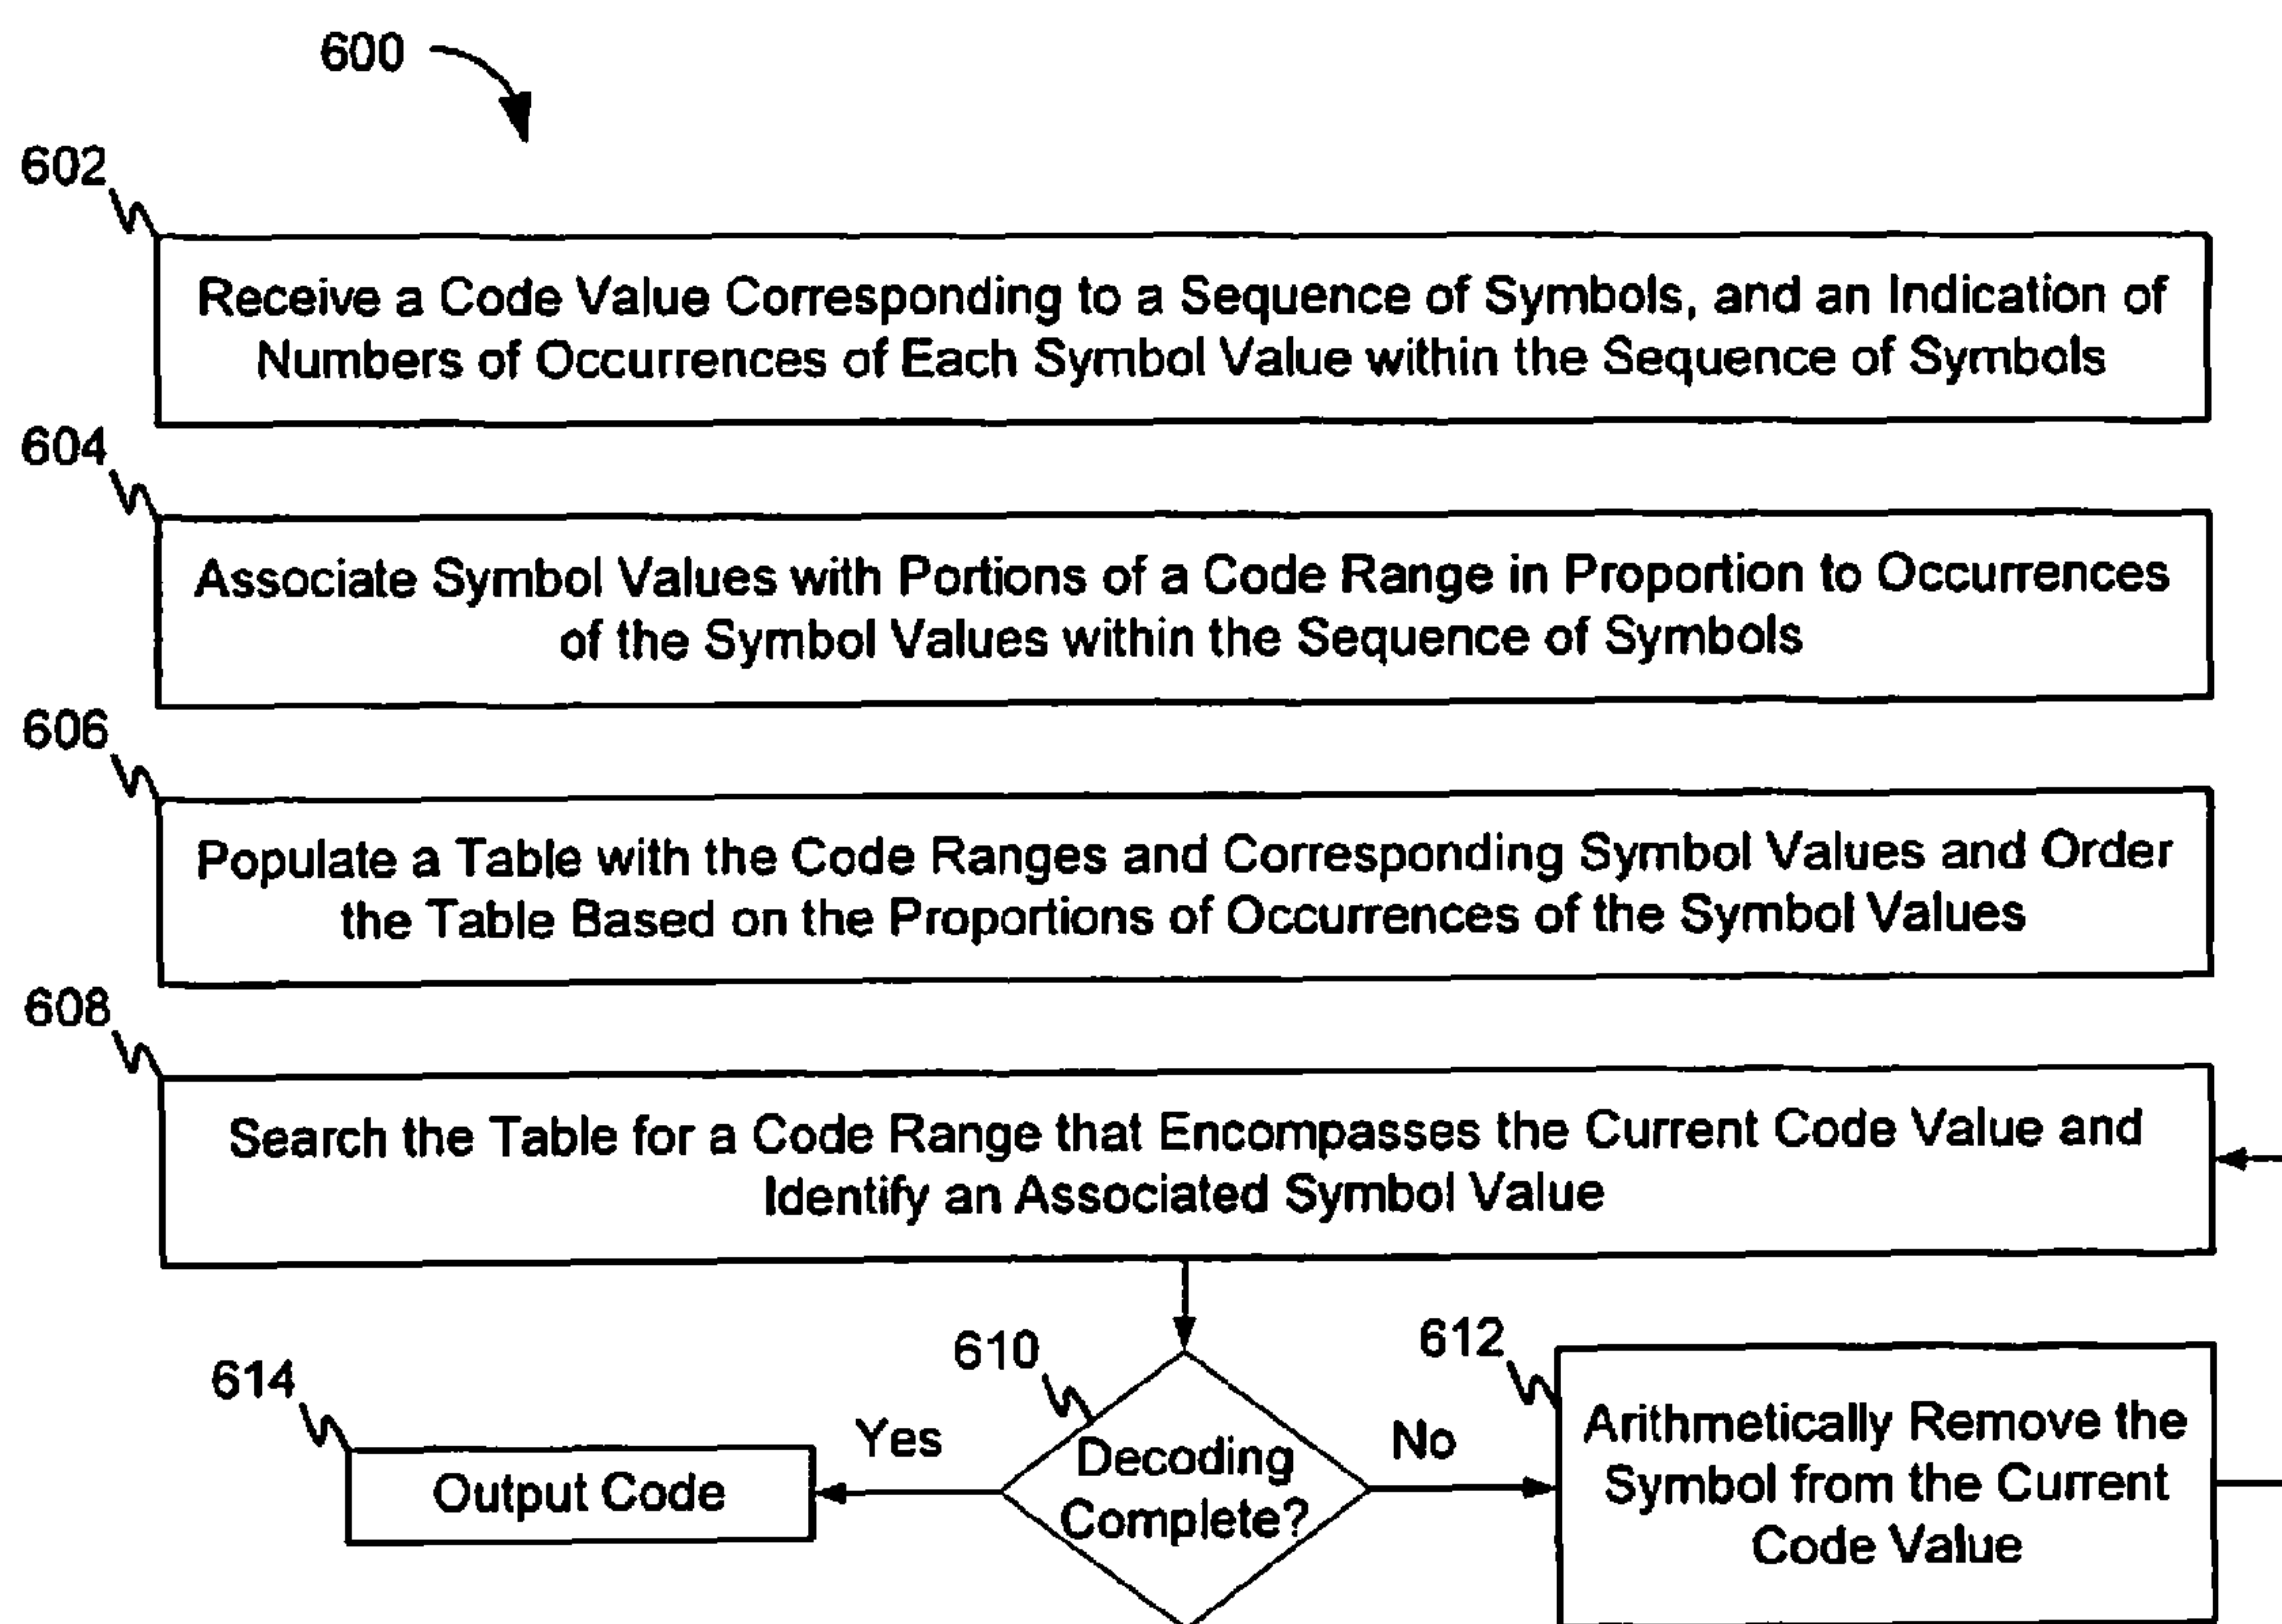 600
602
Receive a Code Value Corresponding to a Sequence of Symbols, and an Indication of
Numbers of Occurrences of Each Symbol Value within the Sequence of Symbols
604
Associate Symbol Values with Portions of a Code Range in Proportion to Occurrences
of the Symbol Values within the Sequence of Symbols
606
Populate a Table with the Code Ranges and Corresponding Symbol Values and Order
the Table Based on the Proportions of Occurrences of the Symbol Values
608
Search the Table for a Code Range that Encompasses the Current Code Value and
Identify an Associated Symbol Value
610
Decoding
Complete?
Yes
614
Output Code
No
612
Arithmetically Remove the
Symbol from the Current
Code Value